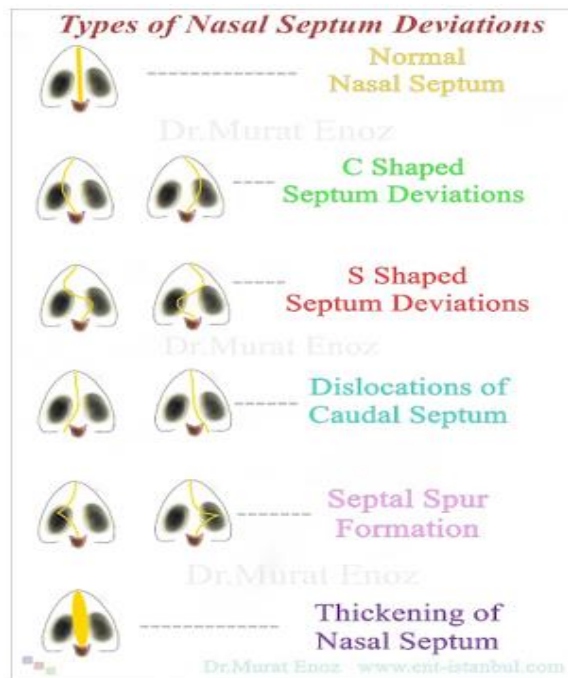 Types of Nasal Septum Deviations
Normal
Nasal Septum
Dr.Murat Enoz
C Shaped
Septum Deviations
S Shaped
Septum Deviations
Dr.Murat Enoz
Dislocations of
Caudal Septum
Septal Spur
Formation
Dr.Murat Enoz
Thickening of
Nasal Septum
Dr.Murat Enoz www.ent-istanbul.com